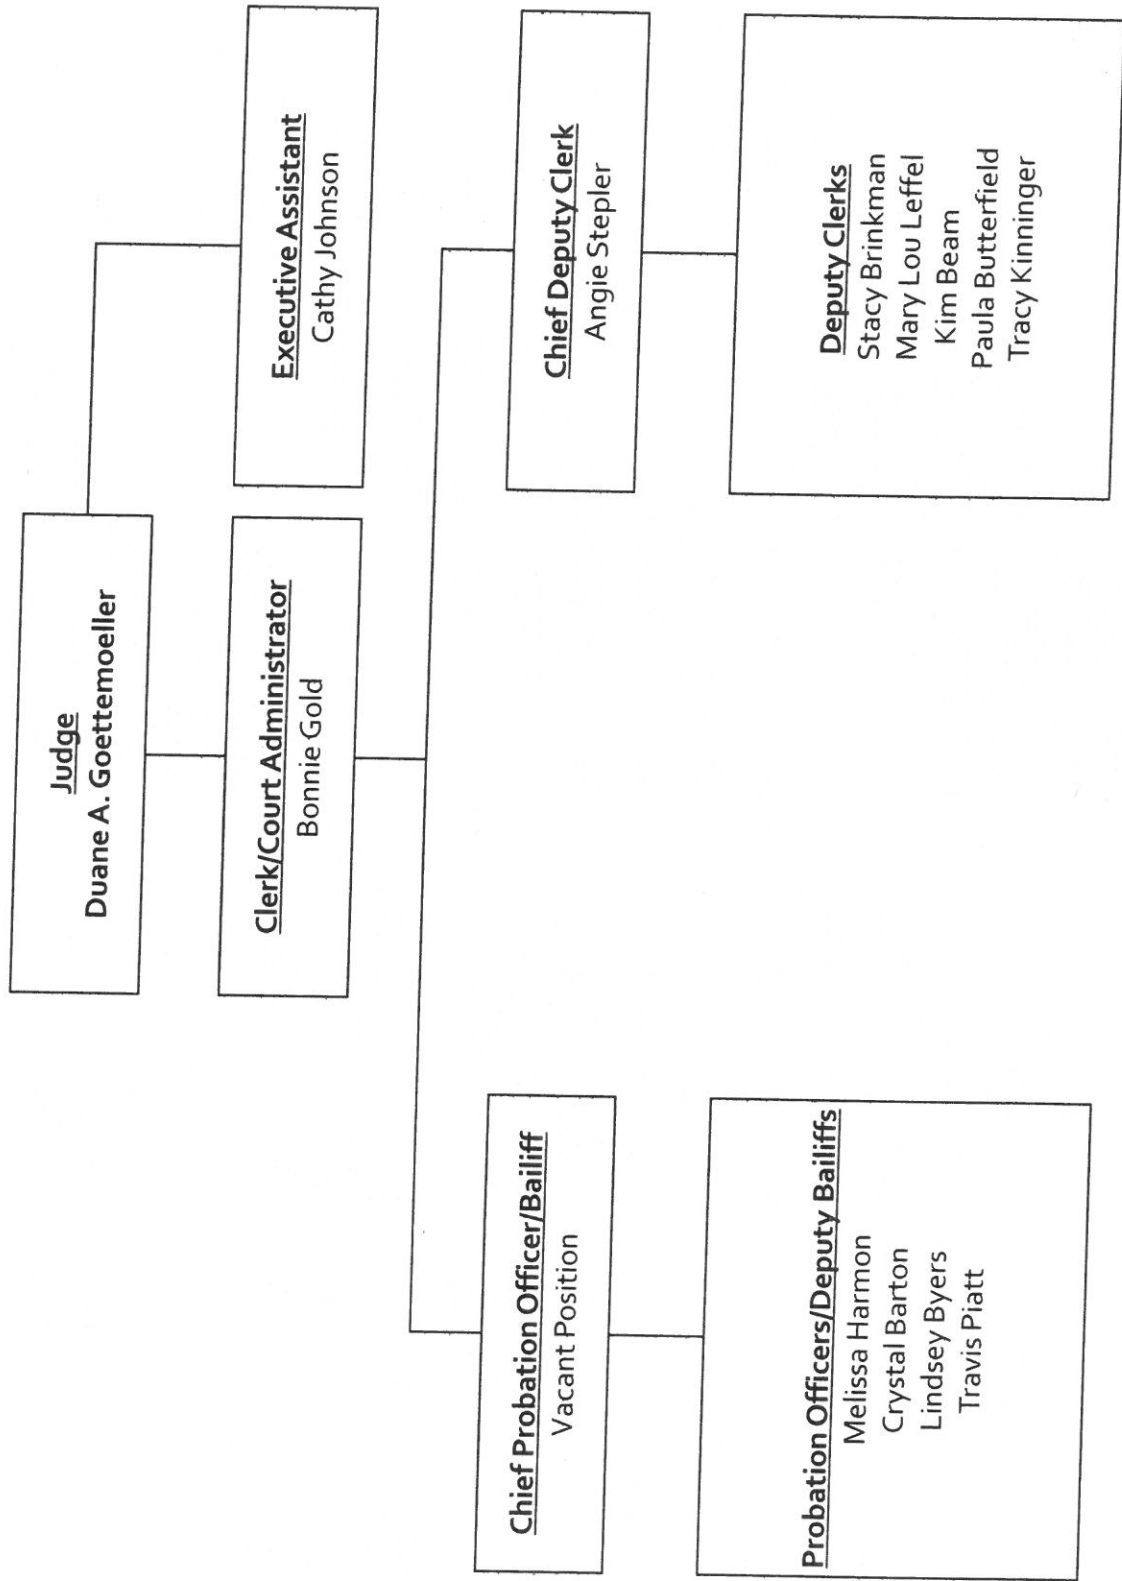 Judge
Duane A. Goettemoeller
Executive Assistant
Cathy Johnson
Clerk/Court Administrator
Bonnie Gold
Chief Probation Officer/Bailiff
Vacant Position
Chief Deputy Clerk
Angie Stepler
Probation Officers/Deputy Bailiffs
Melissa Harmon
Crystal Barton
Lindsey Byers
Travis Piatt
Deputy Clerks
Stacy Brinkman
Mary Lou Leffel
Kim Beam
Paula Butterfield
Tracy Kinninger